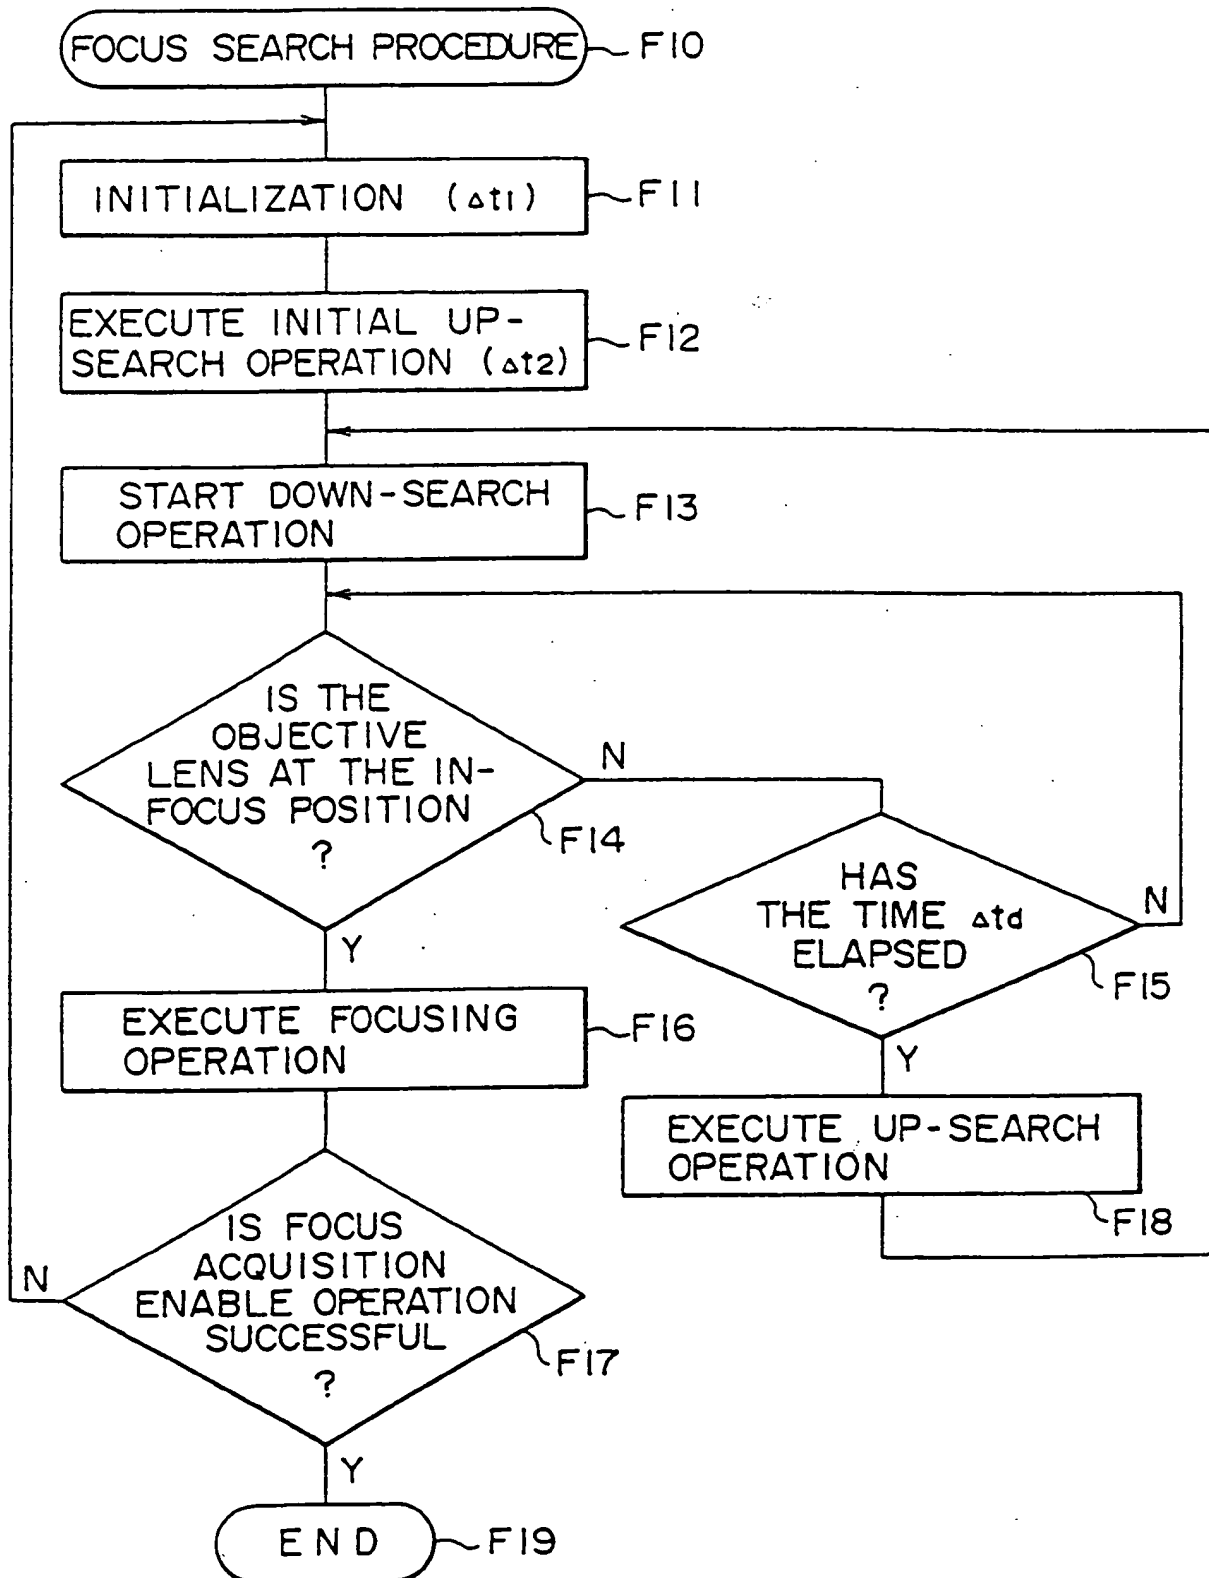 FOCUS SEARCH PROCEDURE
F10
INITIALIZATION (Δt1)
F11
EXECUTE INITIAL UP-
SEARCH OPERATION (Δt2)
F12
START DOWN-SEARCH
OPERATION
F13
IS THE
OBJECTIVE
LENS AT THE IN-
FOCUS POSITION
?
F14
N
Y
HAS
THE TIME Δtd
ELAPSED
?
F15
N
Y
EXECUTE FOCUSING
OPERATION
F16
EXECUTE UP-SEARCH
OPERATION
F18
IS FOCUS
ACQUISITION
ENABLE OPERATION
SUCCESSFUL
?
F17
N
Y
END
F19